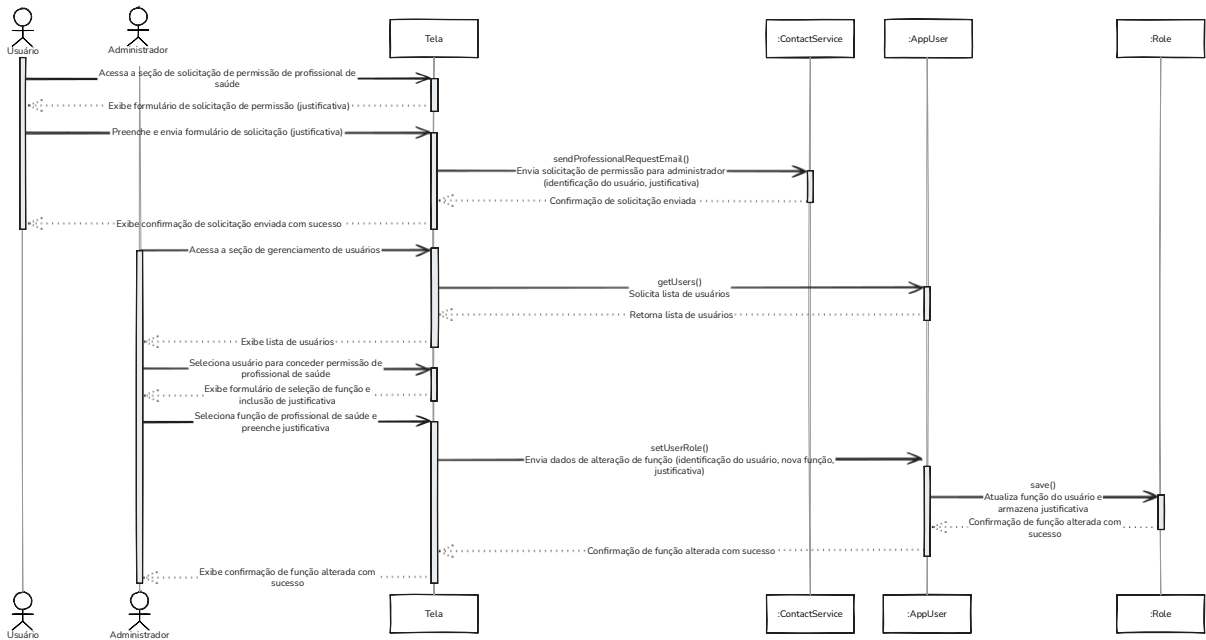 Usuário
Administrador
Tela
:ContactService
:AppUser
:Role
Acessa a seção de solicitação de permissão de profissional de
saúde
Exibe formulário de solicitação de permissão (justificativa)
Preenche e envia formulário de solicitação (justificativa)
sendProfessionalRequestEmail()
Envia solicitação de permissão para administrador
(identificação do usuário, justificativa)
Confirmação de solicitação enviada
Exibe confirmação de solicitação enviada com sucesso
Acessa a seção de gerenciamento de usuários
getUsers()
Solicita lista de usuários
Retorna lista de usuários
Exibe lista de usuários
Seleciona usuário para conceder permissão de
profissional de saúde
Exibe formulário de seleção de função e
inclusão de justificativa
Seleciona função de profissional de saúde e
preenche justificativa
setUserRole()
Envia dados de alteração de função (identificação do usuário, nova função,
justificativa)
save()
Atualiza função do usuário e
armazena justificativa
Confirmação de função alterada com
sucesso
Confirmação de função alterada com sucesso
Exibe confirmação de função alterada com
sucesso
Usuário
Administrador
Tela
:ContactService
:AppUser
:Role